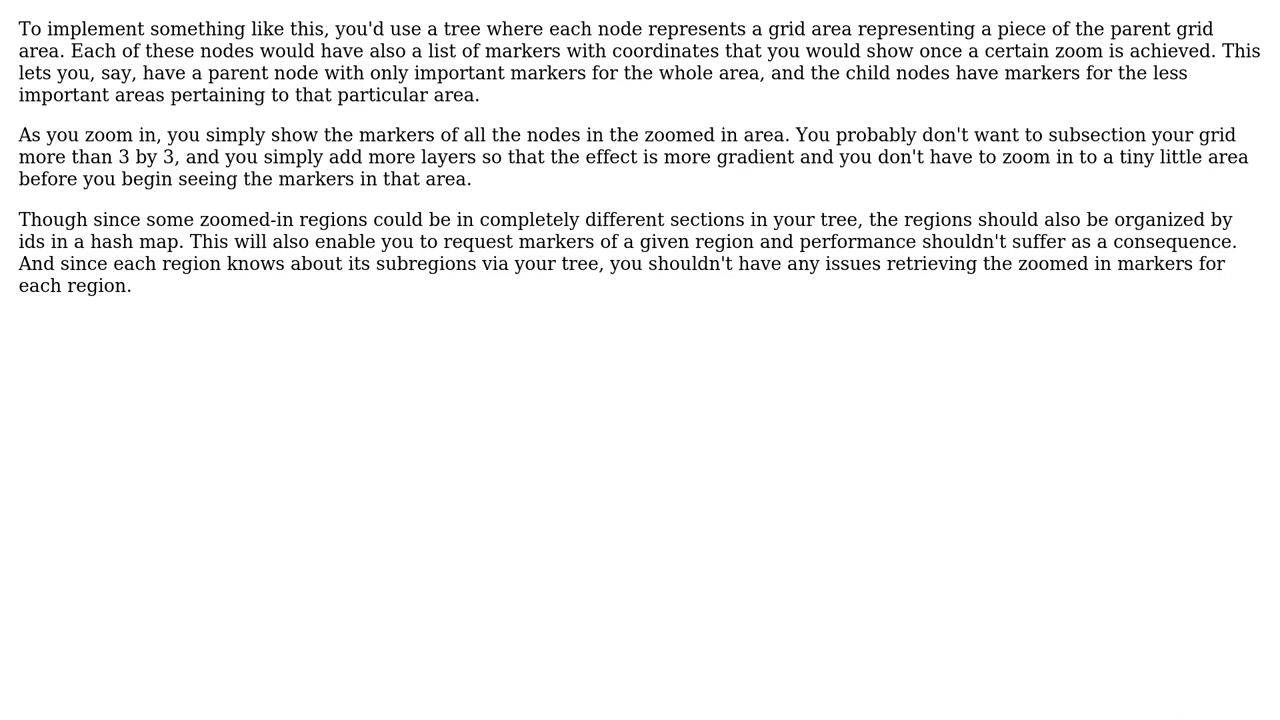 To implement something like this, you'd use a tree where each node represents a grid area representing a piece of the parent grid
area. Each of these nodes would have also a list of markers with coordinates that you would show once a certain zoom is achieved. This
lets you, say, have a parent node with only important markers for the whole area, and the child nodes have markers for the less
important areas pertaining to that particular area.
As you zoom in, you simply show the markers of all the nodes in the zoomed in area. You probably don't want to subsection your grid
more than 3 by 3, and you simply add more layers so that the effect is more gradient and you don't have to zoom in to a tiny little area
before you begin seeing the markers in that area.
Though since some zoomed-in regions could be in completely different sections in your tree, the regions should also be organized by
ids in a hash map. This will also enable you to request markers of a given region and performance shouldn't suffer as a consequence.
And since each region knows about its subregions via your tree, you shouldn't have any issues retrieving the zoomed in markers for
each region.